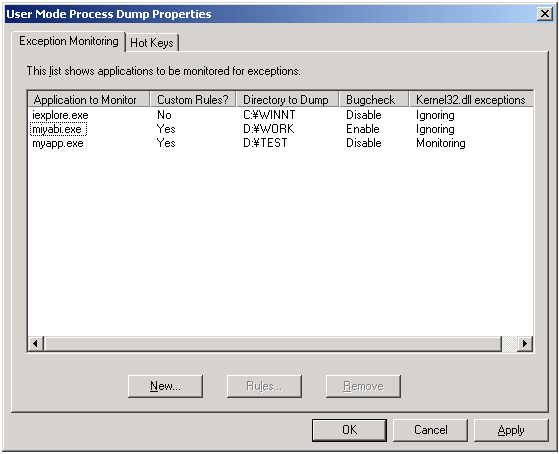 User Mode Process Dump Properties
Exception Monitoring Hot Keys
This list shows applications to be monitored for exceptions.
Application to Monitor Custom Rules? Directory to Dump Bugcheck Kernel32.dll exceptions
iexplore.exe No C:¥WINNT Disable Ignoring
miyabi.exe Yes D:¥WORK Enable Ignoring
myapp.exe Yes D:¥TEST Disable Monitoring
New... Rules... Remove
OK Cancel Apply